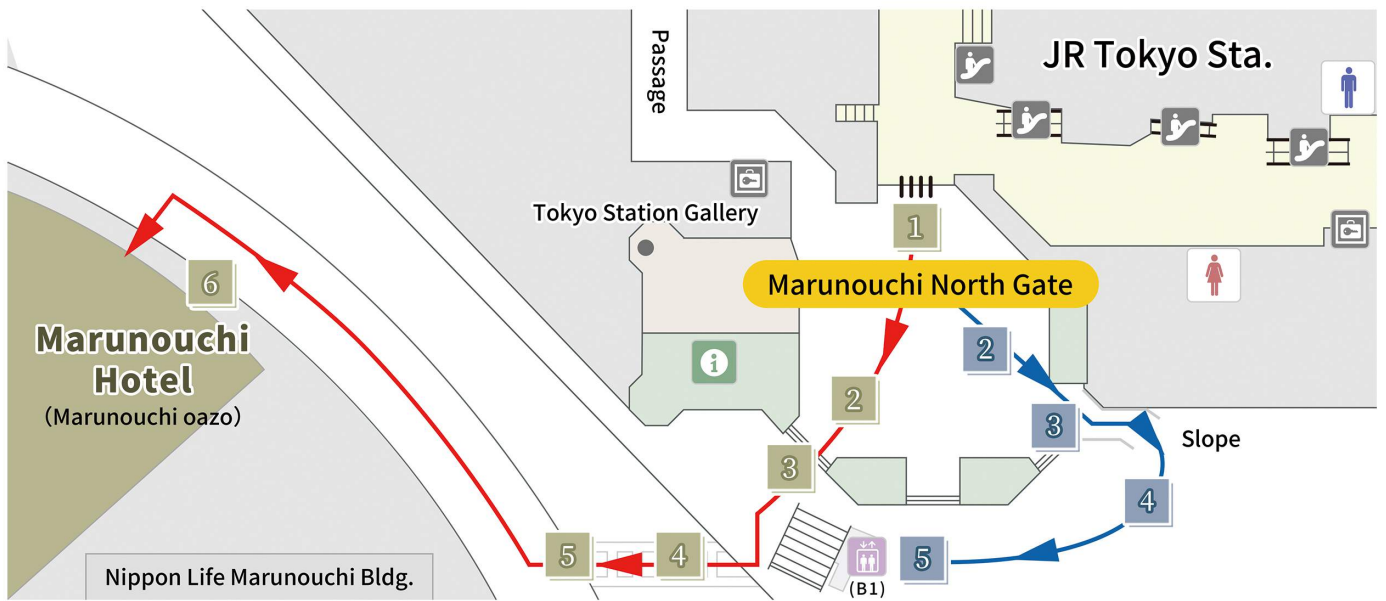 JR Tokyo Sta.
Passage
Tokyo Station Gallery
1
Marunouchi North Gate
6
2
Marunouchi
Hotel
(Marunouchi oazo)
2
3
Slope
3
4
5
4
5
(B1)
Nippon Life Marunouchi Bldg.